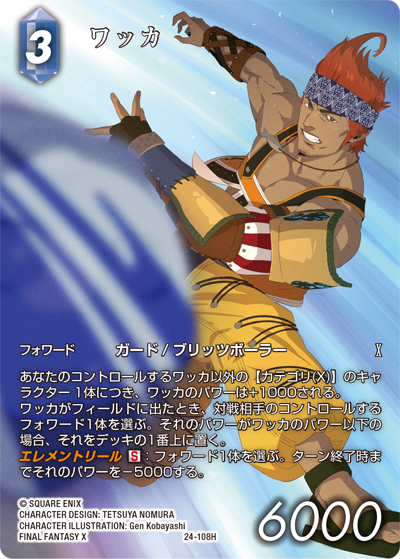 3
ワッカ
フォワード ガード / ブリッツボーラー X
あなたのコントロールするワッカ以外の【カテゴリ(X)】のキャ
ラクター 1体につき、ワッカのパワーは+1000される。
ワッカがフィールドに出たとき、対戦相手のコントロールする
フォワード1体を選ぶ。それのパワーがワッカのパワー以下の
場合、それをデッキの1番上に置く。
エレメントリール S : フォワード1体を選ぶ。ターン終了時ま
でそれのパワーを-5000する。
© SQUARE ENIX
CHARACTER DESIGN: TETSUYA NOMURA
CHARACTER ILLUSTRATION: Gen Kobayashi
FINAL FANTASY X 24-108H
6000